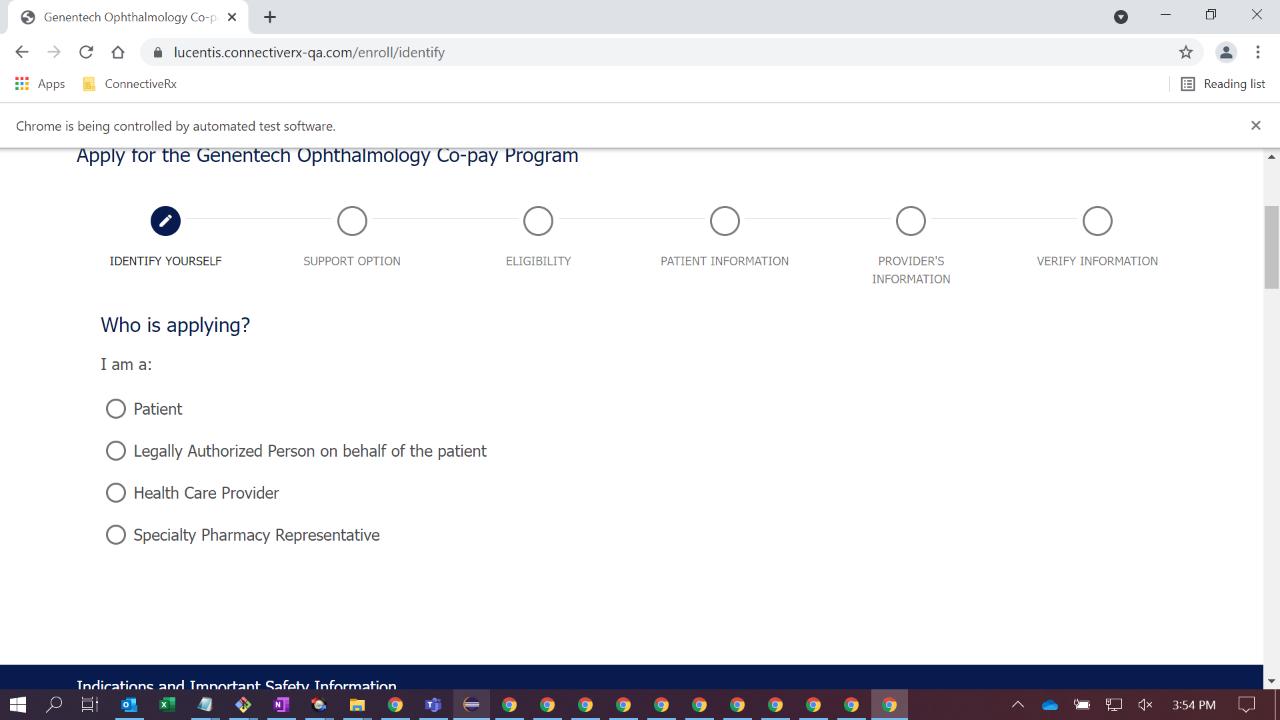 Genentech Ophthalmology Co-p
lucentis.connectiverx-qa.com/enroll/identify
Apps
ConnectiveRx
Reading list
Chrome is being controlled by automated test software.
Apply for the Genentech Ophthalmology Co-pay Program
IDENTIFY YOURSELF
SUPPORT OPTION
ELIGIBILITY
PATIENT INFORMATION
PROVIDER'S
INFORMATION
VERIFY INFORMATION
Who is applying?
I am a:
Patient
Legally Authorized Person on behalf of the patient
Health Care Provider
Specialty Pharmacy Representative
Indications and Important Safety Information
3:54 PM